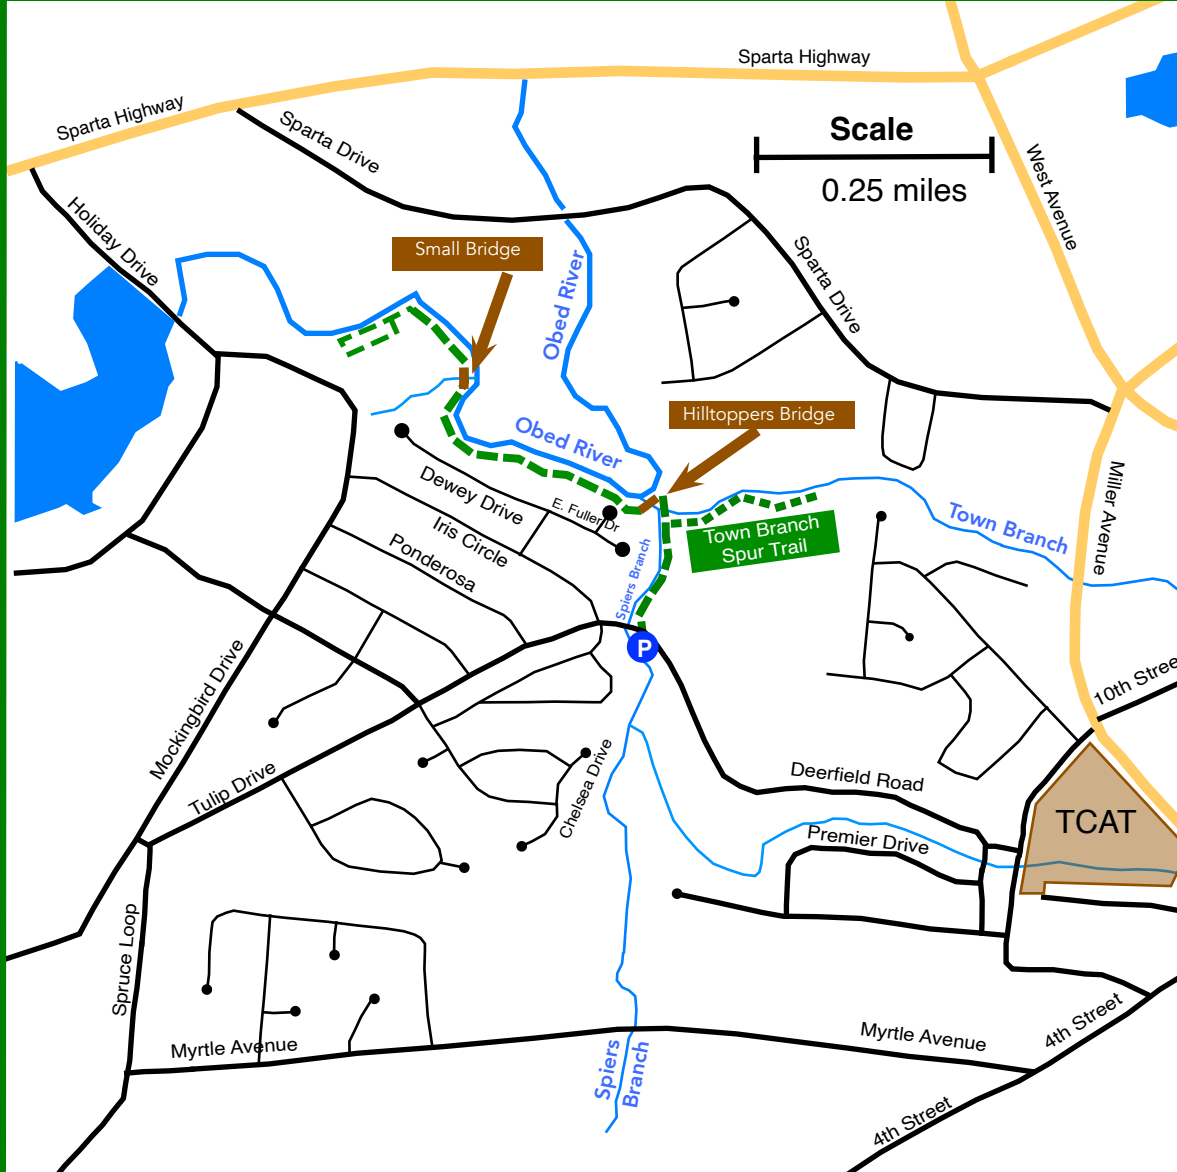 Sparta Highway
Sparta Highway
Scale
0.25 miles
Sparta Drive
West Avenue
Holiday Drive
Small Bridge
Obed River
Sparta Drive
Hilltoppers Bridge
Obed River
Dewey Drive
E. Fuller Dr
Iris Circle
Ponderosa
Town Branch
Spur Trail
Town Branch
Miller Avenue
Spiers Branch
P
Mockingbird Drive
10th Stree
Tulip Drive
Chelsea Drive
Deerfield Road
Premier Drive
TCAT
Spruce Loop
Myrtle Avenue
Myrtle Avenue
4th Street
Spiers
Branch
4th Street